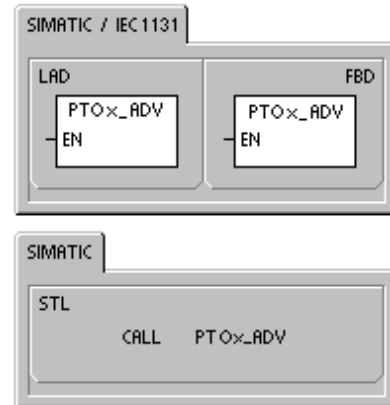 SIMATIC / IEC1131
LAD FBD
PTOx_ADV PTOx_ADV
EN EN
SIMATIC
STL
CALL PTOx_ADV